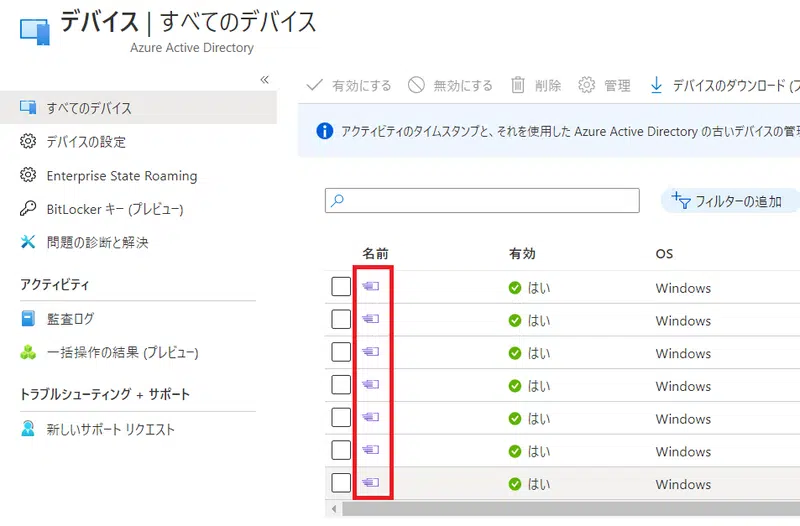 デバイス | すべてのデバイス
Azure Active Directory
«
すべてのデバイス
デバイスの設定
Enterprise State Roaming
BitLocker キー (プレビュー)
問題の診断と解決
アクティビティ
監査ログ
一括操作の結果 (プレビュー)
トラブルシューティング + サポート
新しいサポート リクエスト
有効にする 無効にする 削除 管理 デバイスのダウンロード (プ
アクティビティのタイムスタンプと、それを使用した Azure Active Directory の古いデバイスの管理
フィルターの追加
名前 有効 OS
はい Windows
はい Windows
はい Windows
はい Windows
はい Windows
はい Windows
はい Windows